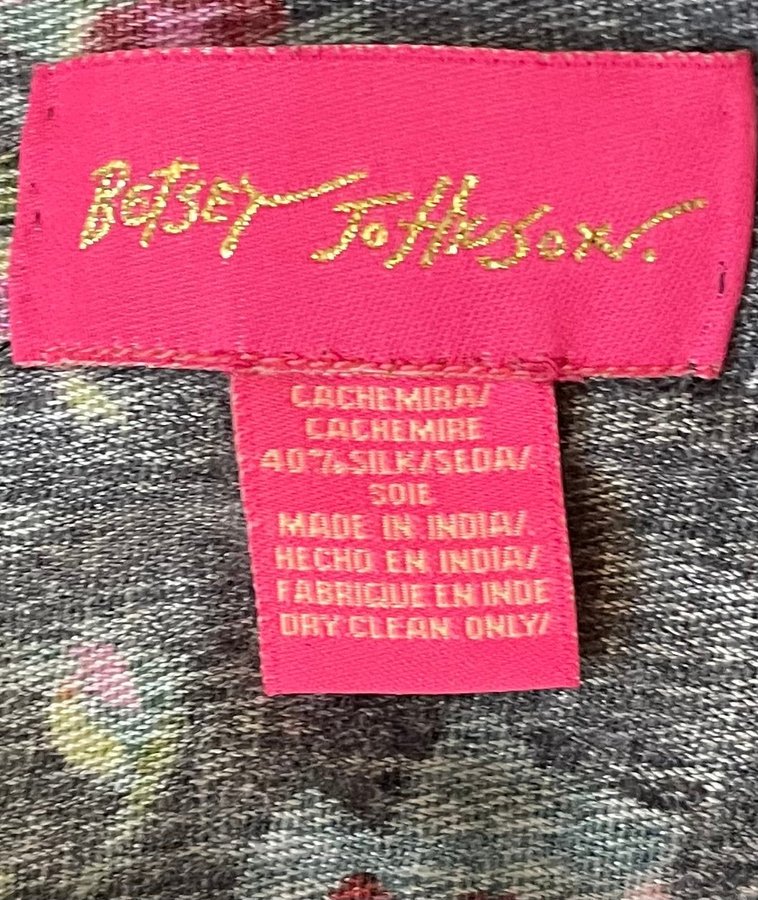 BETSEY JOHNSON.
CACHEMIRA/
CACHEMIRE
40% SILK/SEDA/
SOIE
MADE IN INDIA/
HECHO EN INDIA/
FABRIQUE EN INDE
DRY CLEAN ONLY/